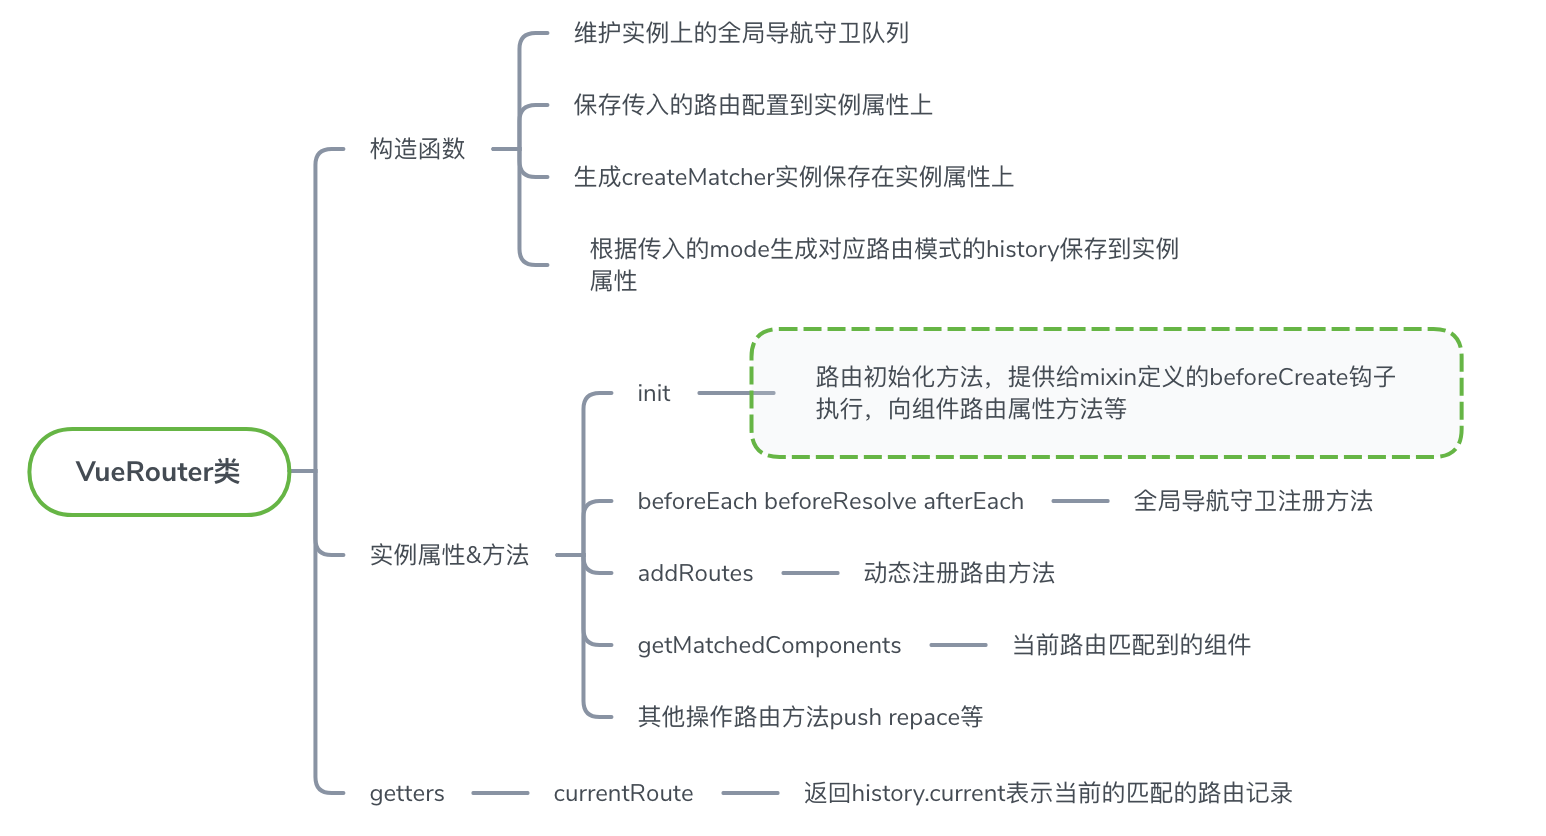 维护实例上的全局导航守卫队列
保存传入的路由配置到实例属性上
构造函数
生成createMatcher实例保存在实例属性上
根据传入的mode生成对应路由模式的history保存到实例
属性
init
路由初始化方法，提供给mixin定义的beforeCreate钩子
执行，向组件路由属性方法等
VueRouter类
beforeEach beforeResolve afterEach
全局导航守卫注册方法
实例属性&方法
addRoutes
动态注册路由方法
getMatchedComponents
当前路由匹配到的组件
其他操作路由方法push repace等
getters
currentRoute
返回history.current表示当前的匹配的路由记录